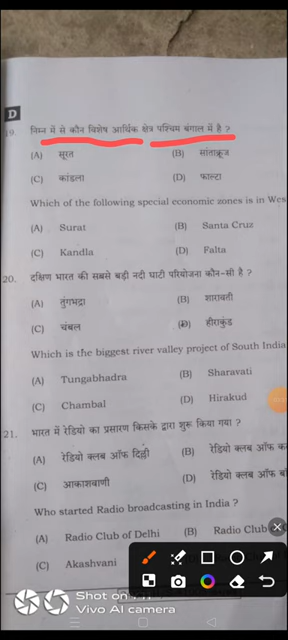 D
19. निम्न में से कौन विशेष आर्थिक क्षेत्र पश्चिम बंगाल में है ?
(A) सूरत (B) सांताक्रूज
(C) कांडला (D) फाल्टा
Which of the following special economic zones is in Wes
(A) Surat (B) Santa Cruz
(C) Kandla (D) Falta
20. दक्षिण भारत की सबसे बड़ी नदी घाटी परियोजना कौन-सी है ?
(A) तुंगभद्रा (B) शारावती
(C) चंबल (D) हीराकुंड
Which is the biggest river valley project of South India
(A) Tungabhadra (B) Sharavati
(C) Chambal (D) Hirakud
21. भारत में रेडियो का प्रसारण किसके द्वारा शुरू किया गया ?
(A) रेडियो क्लब ऑफ दिल्ली (B) रेडियो क्लब ऑफ
(C) आकाशवाणी (D) रेडियो क्लब ऑफ
Who started Radio broadcasting in India ?
(A) Radio Club of Delhi (B) Radio Club
(C) Akashvani
Shot on
Vivo AI camera